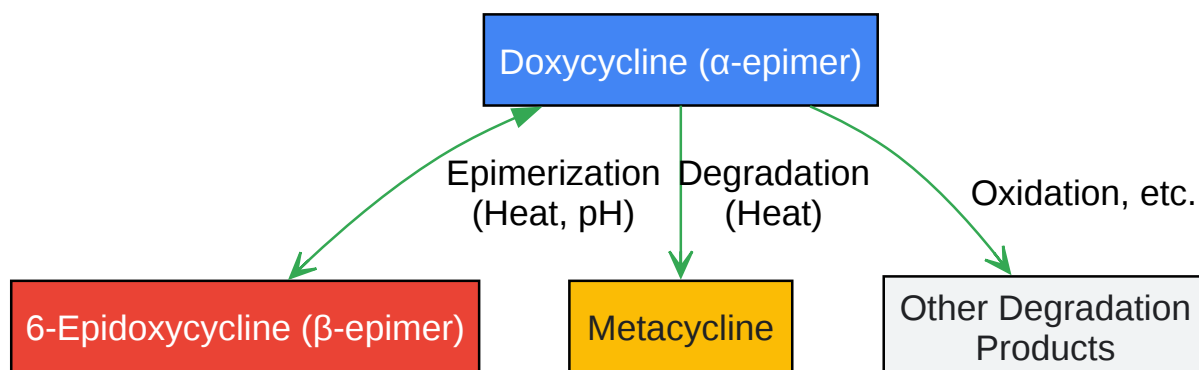 Doxycycline (α-epimer)
Epimerization
(Heat, pH)
Degradation
(Heat)
Oxidation, etc.
6-Epidoxycycline (β-epimer)
Metacycline
Other Degradation
Products